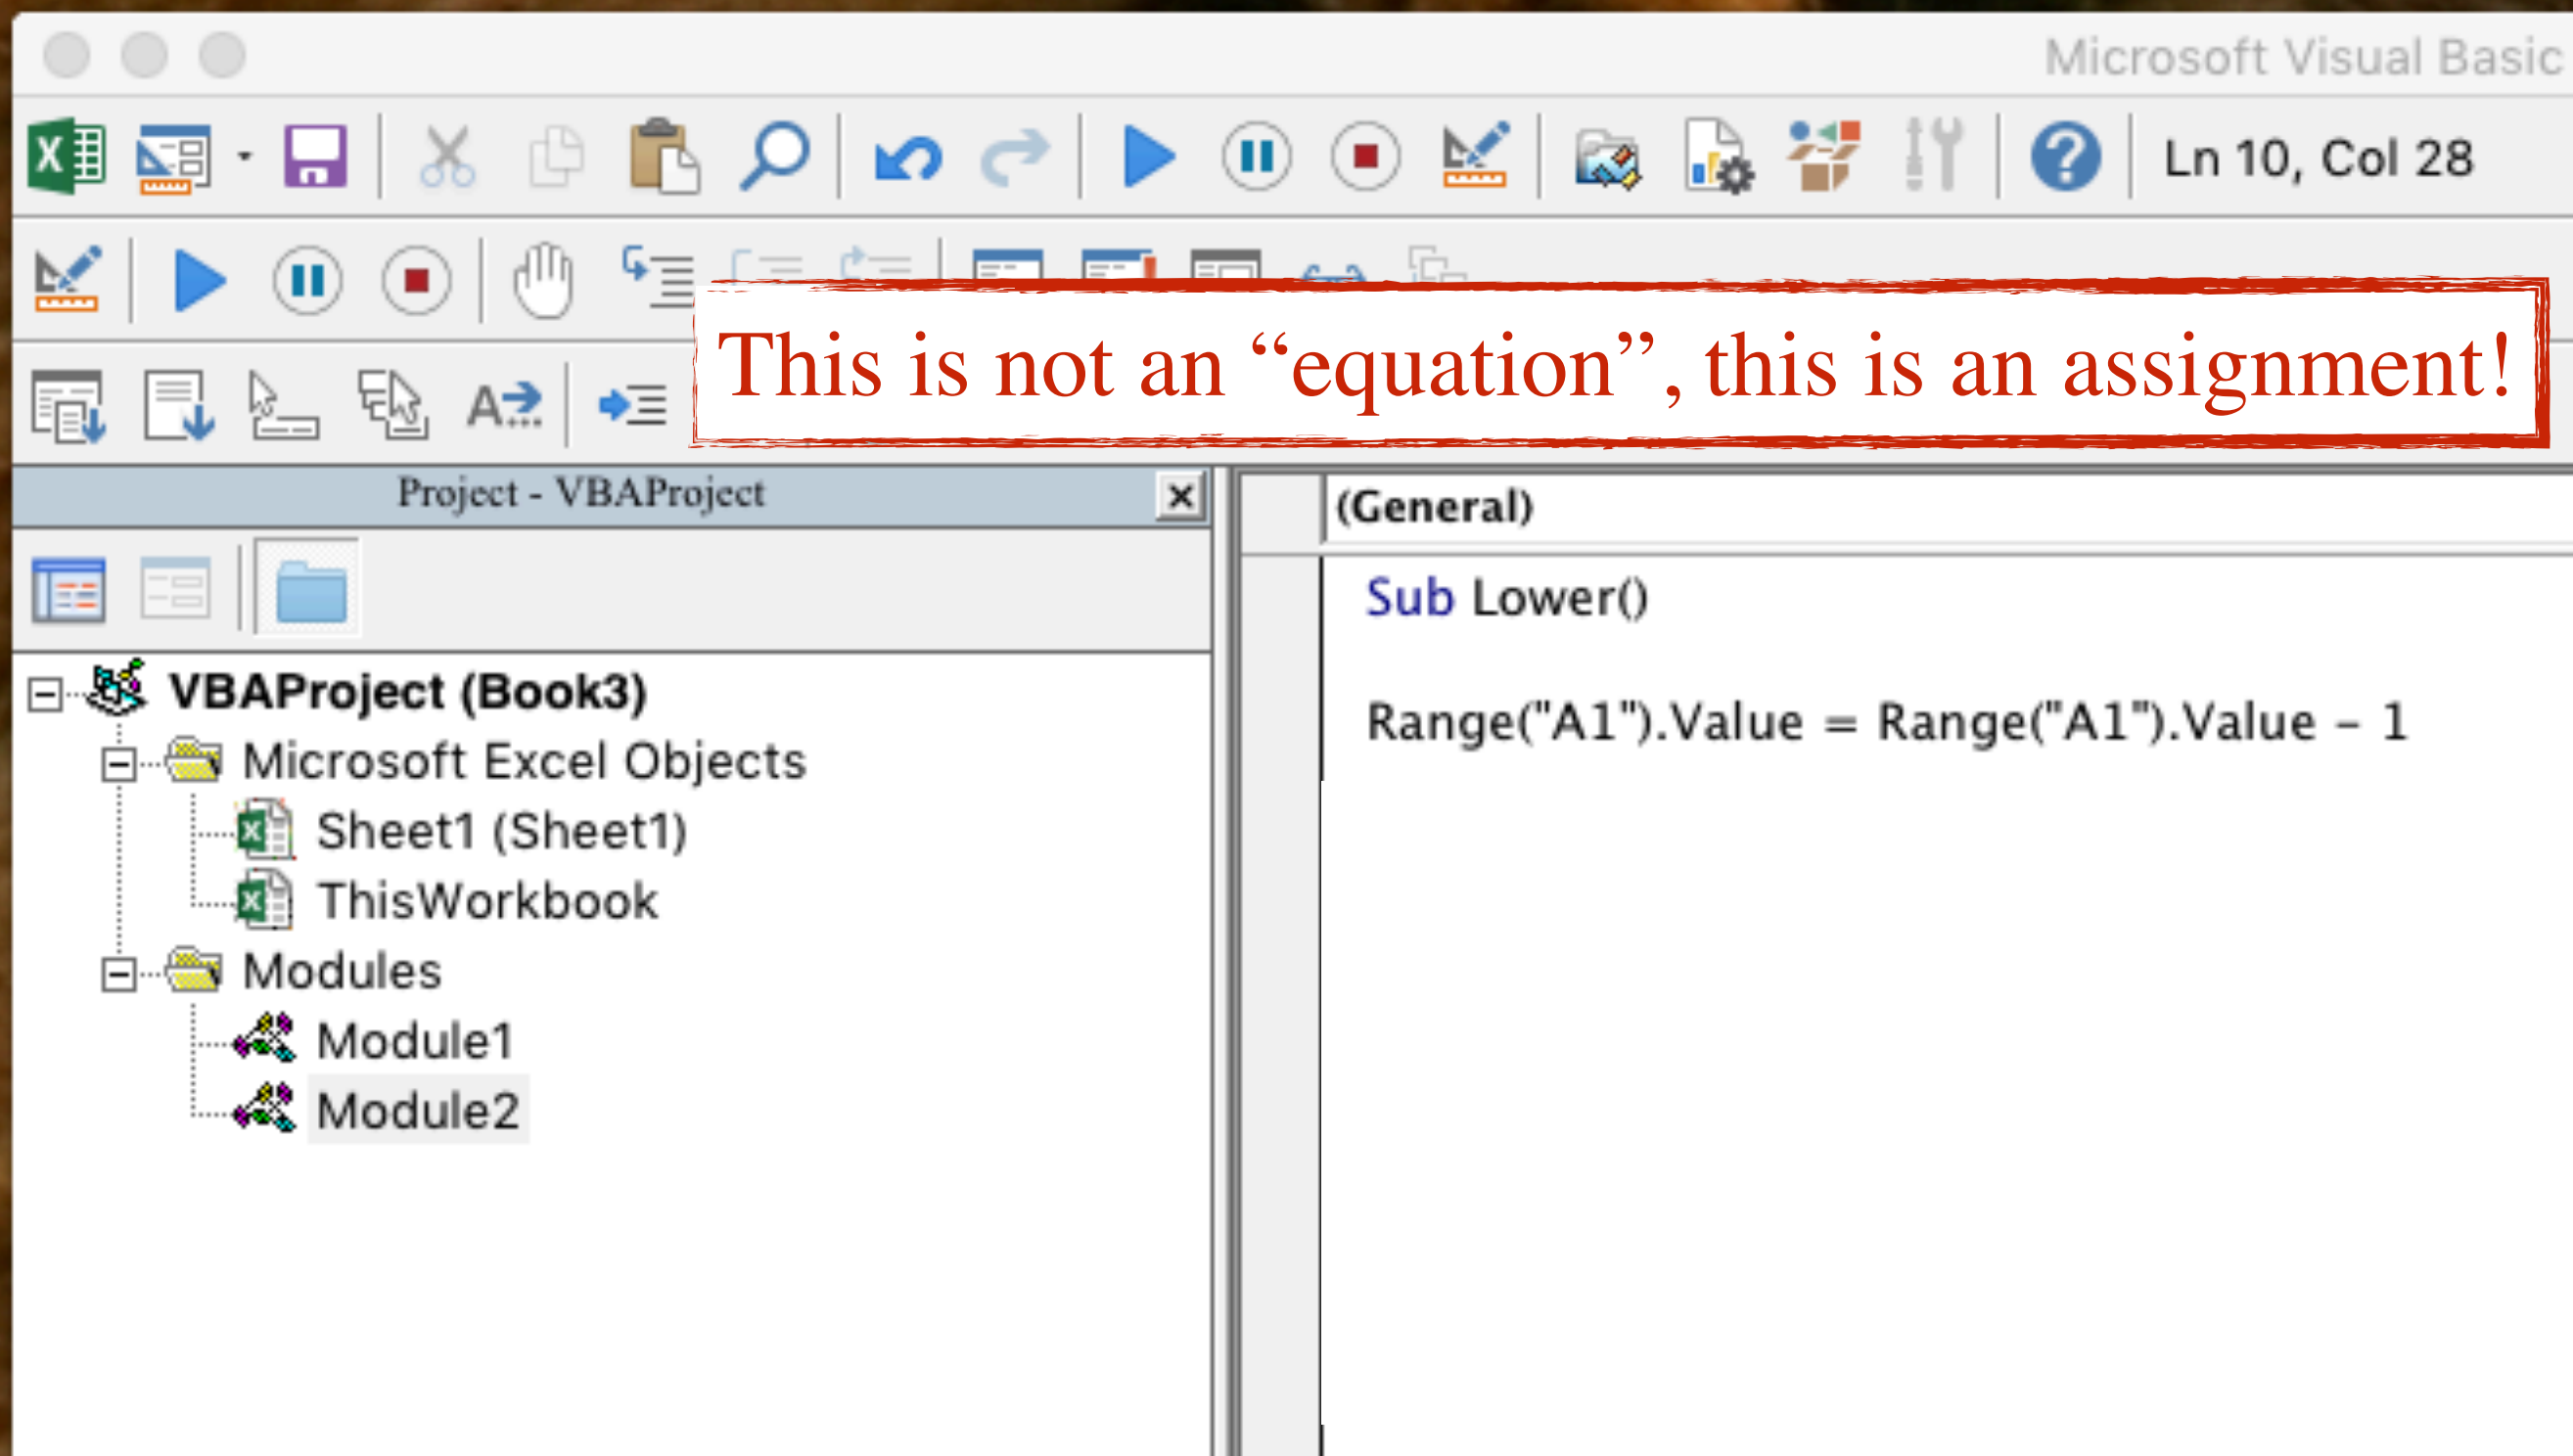 Microsoft Visual Basic
Ln 10, Col 28
This is not an “equation”, this is an assignment!
Project - VBAProject
(General)
Sub Lower()
Range("A1").Value = Range("A1").Value – 1
VBAProject (Book3)
Microsoft Excel Objects
Sheet1 (Sheet1)
ThisWorkbook
Modules
Module1
Module2